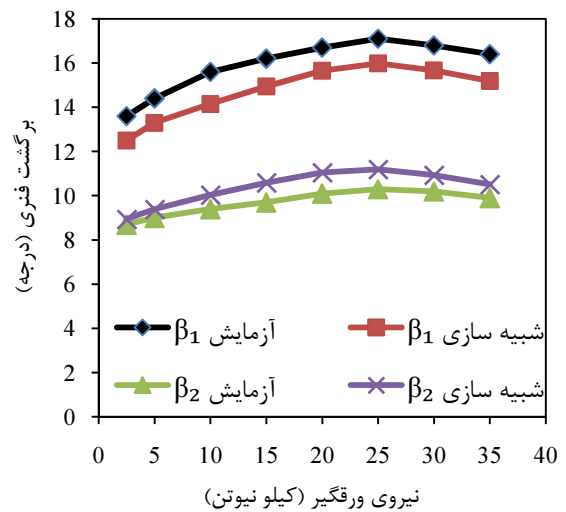 برگشت فنری (درجه)
18
16
14
12
10
8
6
4
2
0
β₁ آزمایش
β₁ شبیه سازی
β₂ آزمایش
β₂ شبیه سازی
0 5 10 15 20 25 30 35 40
نیروی ورقگیر (کیلو نیوتن)